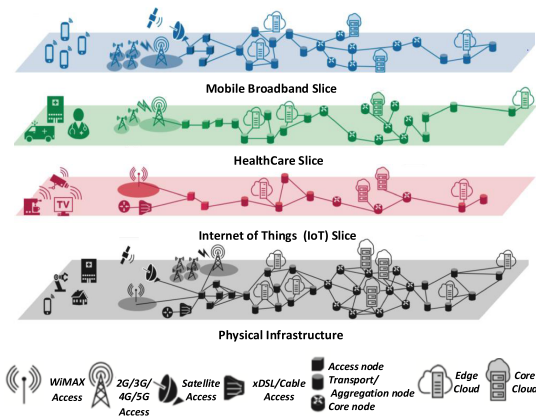 Mobile Broadband Slice
HealthCare Slice
TV
Internet of Things (IoT) Slice
Physical Infrastructure
WiMAX
Access
2G/3G/
4G/5G
Access
Satellite
Access
xDSL/Cable
Access
Access node
Transport/
Aggregation node
Core node
Edge
Cloud
Core
Cloud